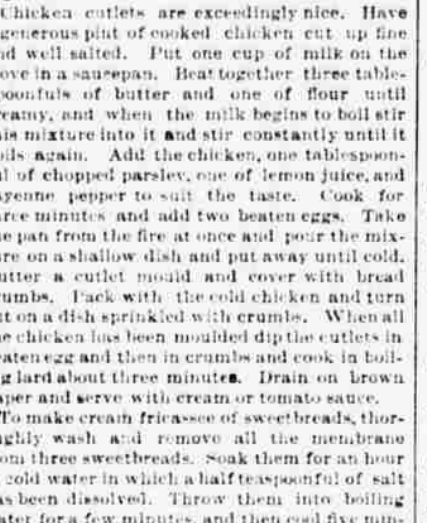 Chicken cutlets are exceedingly nice. Have
generous pint of cooked chicken cut up fine
nd well salted. Put one cup of milk on the
ove in a saucepan. Beat together three table-
poonfuls of butter and one of flour until
reamy, and when the milk begins to boil stir
his mixture into it and stir constantly until it
oils again. Add the chicken, one tablespoon-
ul of chopped parsley, one of lemon juice, and
ayenne pepper to suit the taste. Cook for
hree minutes and add two beaten eggs. Take
he pan from the fire at once and pour the mix-
ure on a shallow dish and put away until cold.
utter a cutlet mould and cover with bread
rumbs. Pack with the cold chicken and turn
ut on a dish sprinkled with crumbs. When all
he chicken has been moulded dip the cutlets in
eaten egg and then in crumbs and cook in boil-
g lard about three minutes. Drain on brown
aper and serve with cream or tomato sauce.
To make cream fricassee of sweetbreads, thor-
ughly wash and remove all the membrane
om three sweetbreads. Soak them for an hour
cold water in which a half teaspoonful of salt
as been dissolved. Throw them into boiling
ater for a few minutes, and then cool five min-